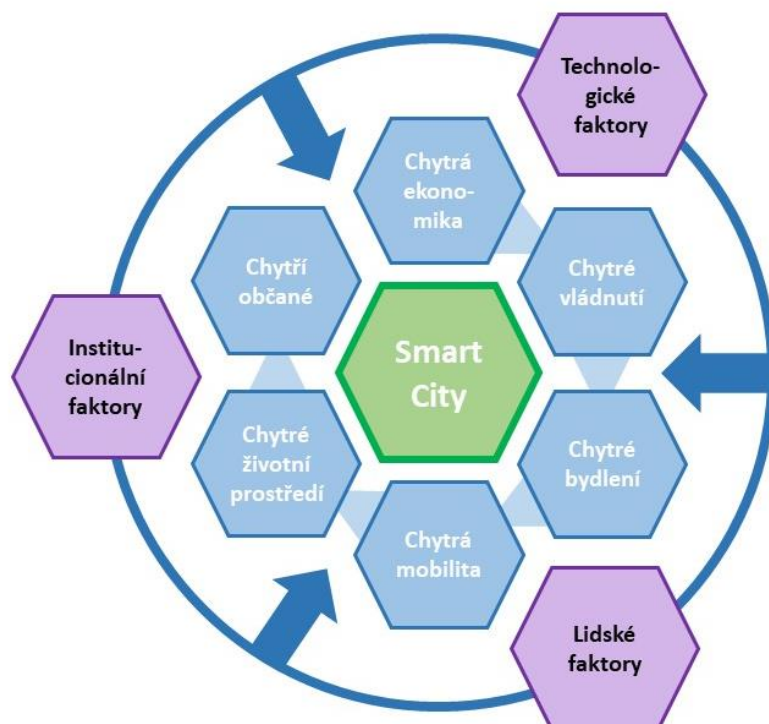 Technolo-
gické
faktory
Chytrá
ekono-
mika
Chytří
občané
Chytré
vládnutí
Institu-
cionální
faktory
Smart
City
Chytré
životní
prostředí
Chytré
bydlení
Chytrá
mobilita
Lidské
faktory